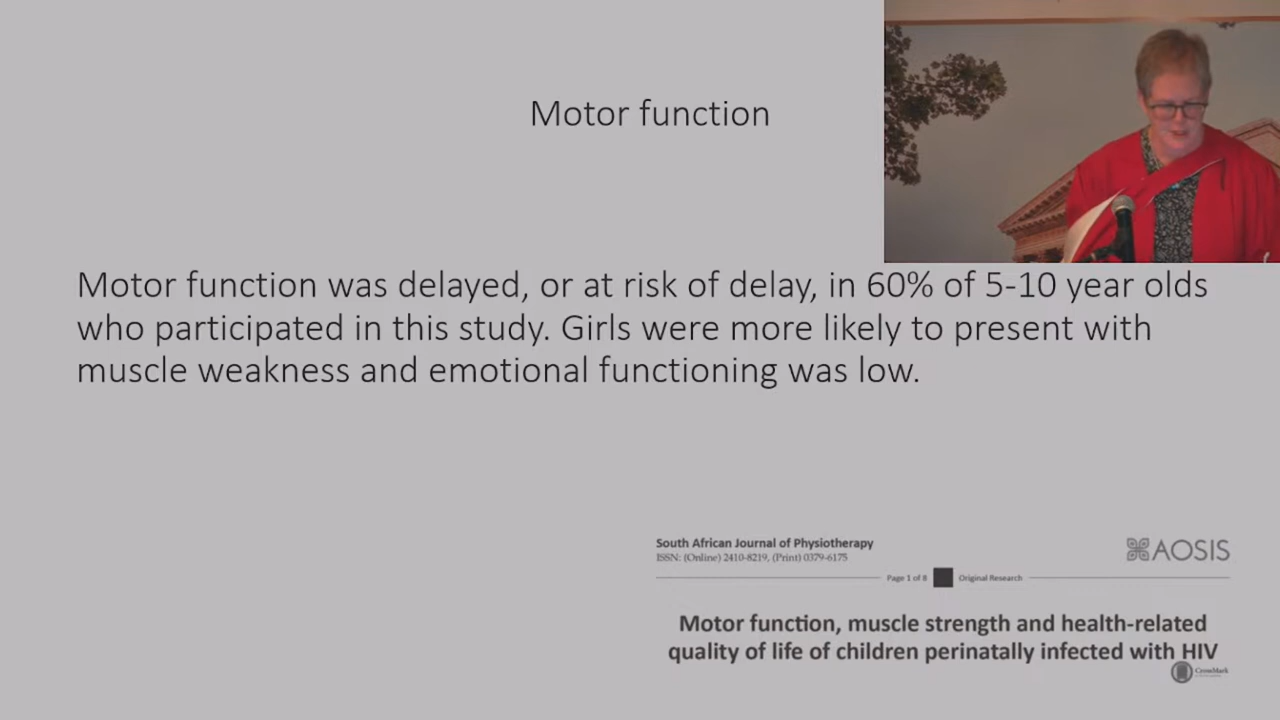 Motor function
Motor function was delayed, or at risk of delay, in 60% of 5-10 year olds
who participated in this study. Girls were more likely to present with
muscle weakness and emotional functioning was low.
South African Journal of Physiotherapy
ISSN: (Online) 2410-8219, (Print) 0379-6175
AOSIS
Page 1 of 8
Original Research
Motor function, muscle strength and health-related
quality of life of children perinatally infected with HIV
CrossMark